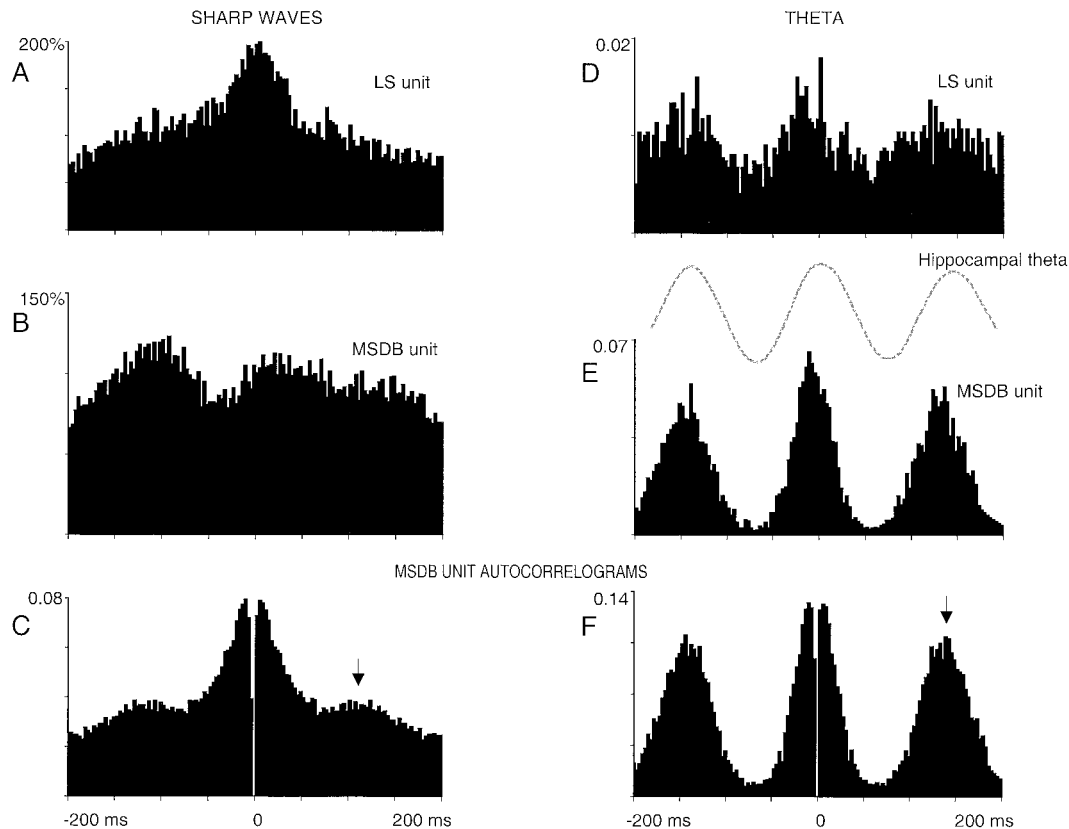 SHARP WAVES
THETA
200%
A
LS unit
0.02
D
LS unit
Hippocampal theta
150%
B
MSDB unit
0.07
E
MSDB unit
MSDB UNIT AUTOCORRELOGRAMS
0.08
C
0.14
F
-200 ms
0
200 ms
-200 ms
0
200 ms